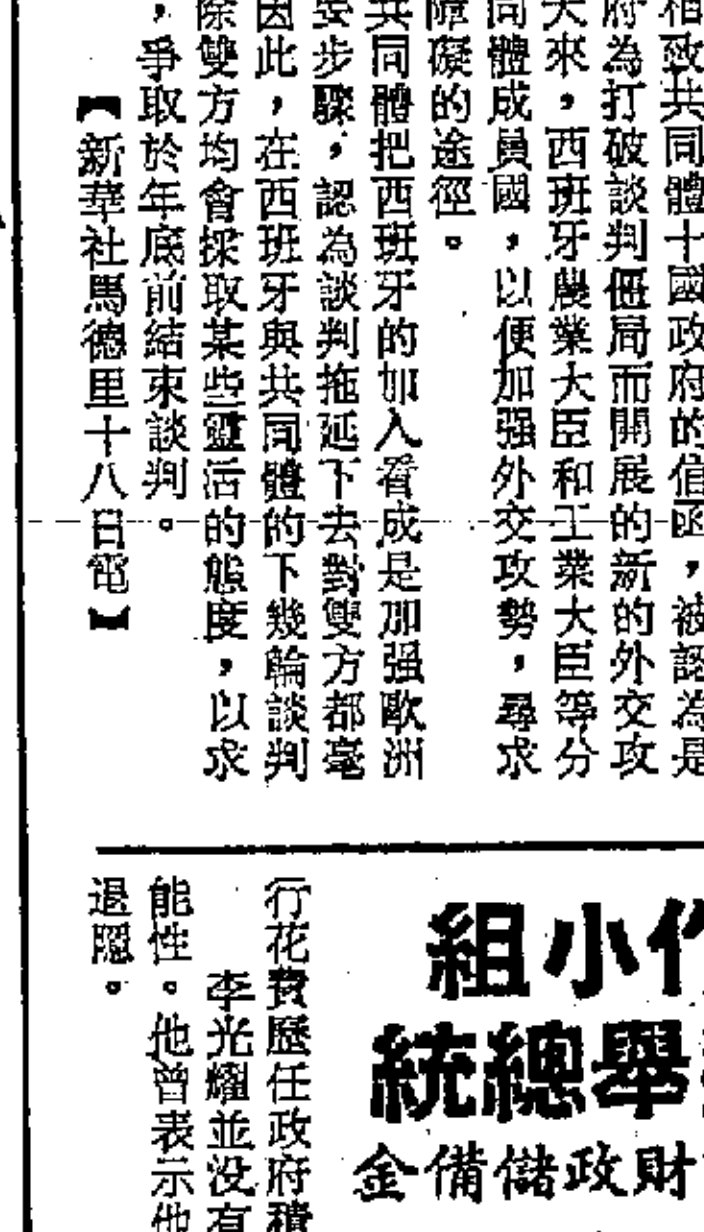 相致共同體十國政府的信函，被認為是
府為打破談判僵局而開展的新的外交攻
大來，西班牙農業大臣和工業大臣等分
同體成員國，以便加强外交攻勢，尋求
障礙的途徑。
共同體把西班牙的加入看成是加强歐洲
要步驟，認為談判拖延下去對雙方都毫
因此，在西班牙與共同體的下幾輪談判
除雙方均會採取某些靈活的態度，以求
，爭取於年底前結束談判。
【新華社馬德里十八日電】
作小組
舉總統
財政儲備金
行花費歷任政府積
李光耀並没有
能性。他曾表示他
退隱。